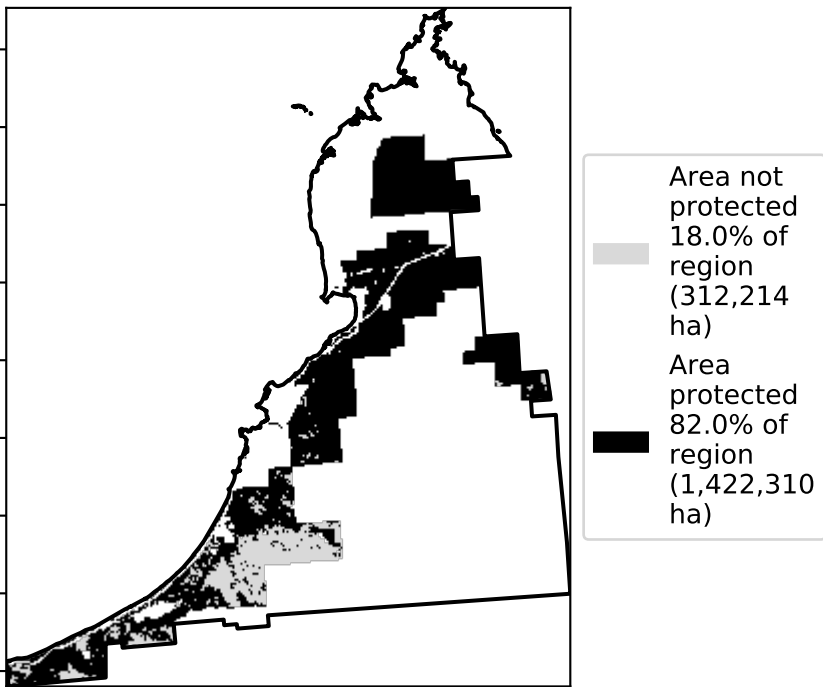 Area not
protected
18.0% of
region
(312,214
ha)
Area
protected
82.0% of
region
(1,422,310
ha)